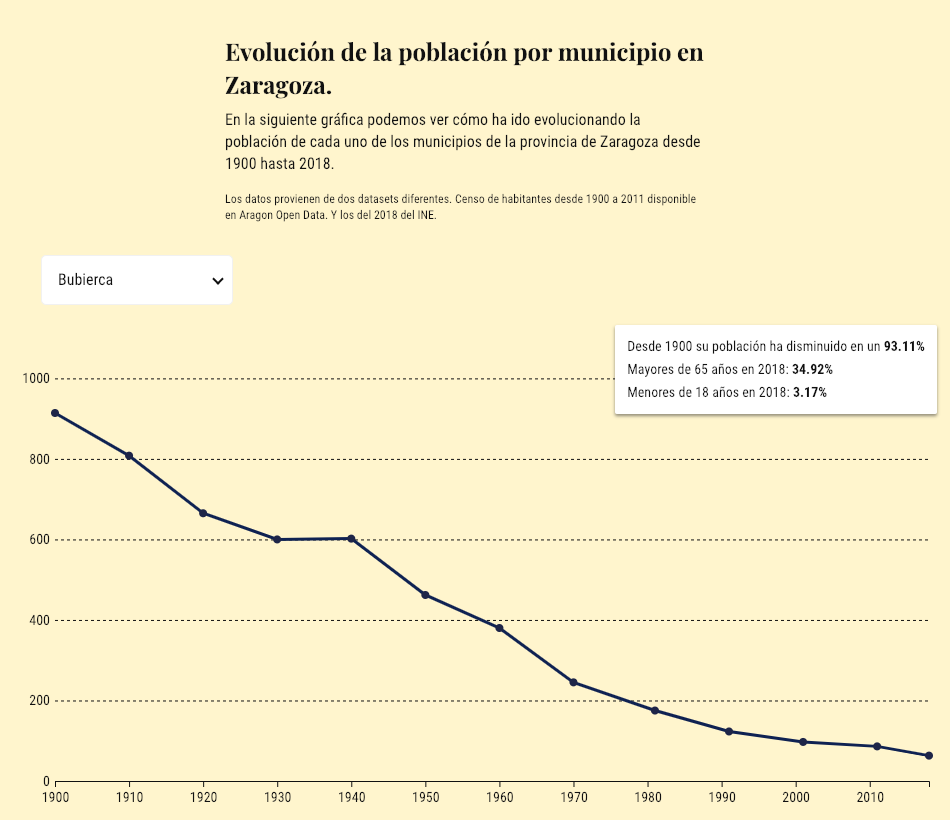 Evolución de la población por municipio en
Zaragoza.
En la siguiente gráfica podemos ver cómo ha ido evolucionando la
población de cada uno de los municipios de la provincia de Zaragoza desde
1900 hasta 2018.
Los datos provienen de dos datasets diferentes. Censo de habitantes desde 1900 a 2011 disponible
en Aragon Open Data. Y los del 2018 del INE.
Bubierca
Desde 1900 su población ha disminuido en un 93.11%
Mayores de 65 años en 2018: 34.92%
Menores de 18 años en 2018: 3.17%
1000
800
600
400
200
0
1900 1910 1920 1930 1940 1950 1960 1970 1980 1990 2000 2010